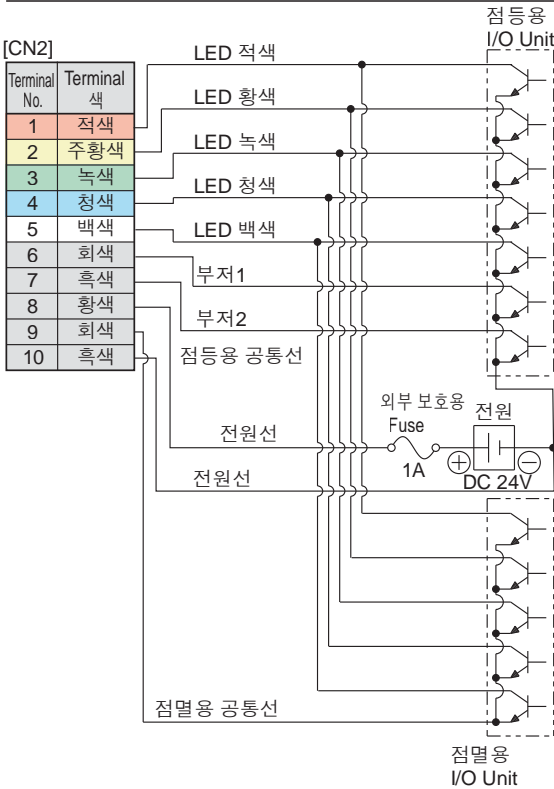 점등용
I/O Unit
[CN2]
Terminal No. Terminal 색
1 적색
2 주황색
3 녹색
4 청색
5 백색
6 회색
7 흑색
8 황색
9 회색
10 흑색
LED 적색
LED 황색
LED 녹색
LED 청색
LED 백색
부저1
부저2
점등용 공통선
외부 보호용
Fuse
1A
전원
+ -
DC 24V
전원선
전원선
점멸용 공통선
점멸용
I/O Unit